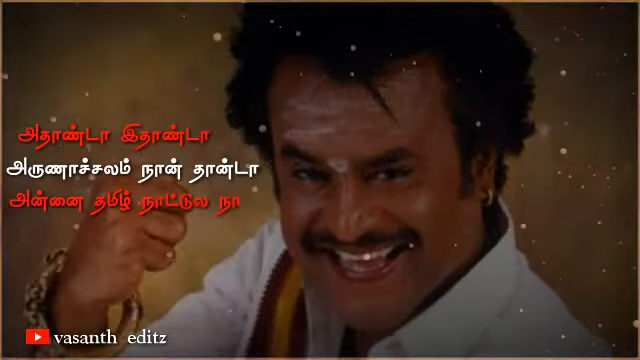 அதாண்டா இதாண்டா
அருணாச்சலம் நான் தான்டா
அன்னை தமிழ் நாட்டுல நா
vasanth editz